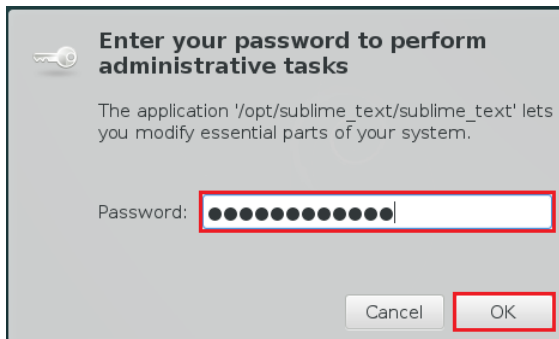 Enter your password to perform
administrative tasks
The application '/opt/sublime_text/sublime_text' lets
you modify essential parts of your system.
Password: ●●●●●●●●●●●●
Cancel OK